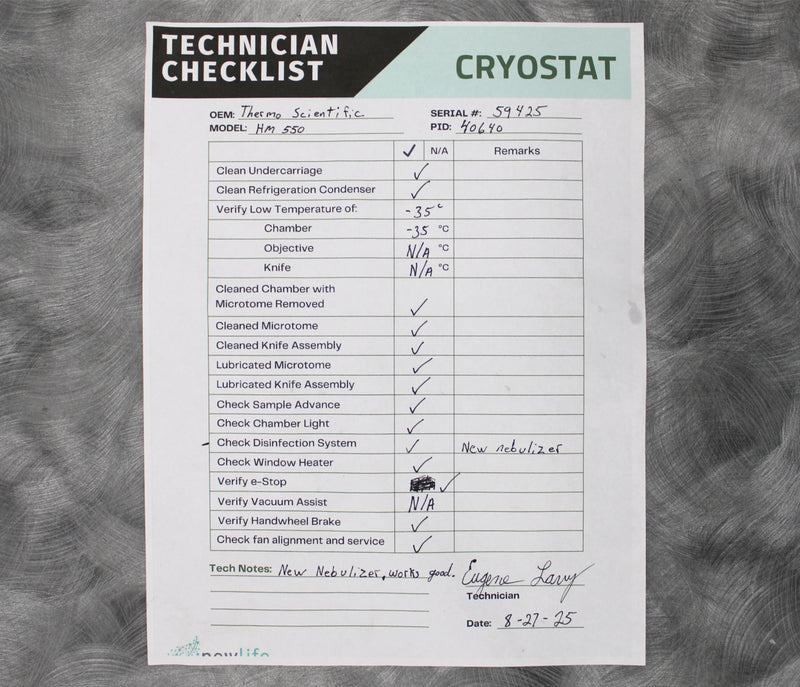 TECHNICIAN CHECKLIST
CRYOSTAT
OEM: Thermo Scientific SERIAL #: 59425
MODEL: HM 550 PID: 40640
✓ N/A Remarks
Clean Undercarriage ✓
Clean Refrigeration Condenser ✓
Verify Low Temperature of: -35°
Chamber -35 °C
Objective N/A °C
Knife N/A °C
Cleaned Chamber with
Microtome Removed ✓
Cleaned Microtome ✓
Cleaned Knife Assembly ✓
Lubricated Microtome ✓
Lubricated Knife Assembly ✓
Check Sample Advance ✓
Check Chamber Light ✓
Check Disinfection System ✓ New nebulizer
Check Window Heater ✓
Verify e-Stop ✓
Verify Vacuum Assist N/A
Verify Handwheel Brake ✓
Check fan alignment and service ✓
Tech Notes: New Nebulizer, works good. Eugene
Technician
Date: 8-27-25
newlife